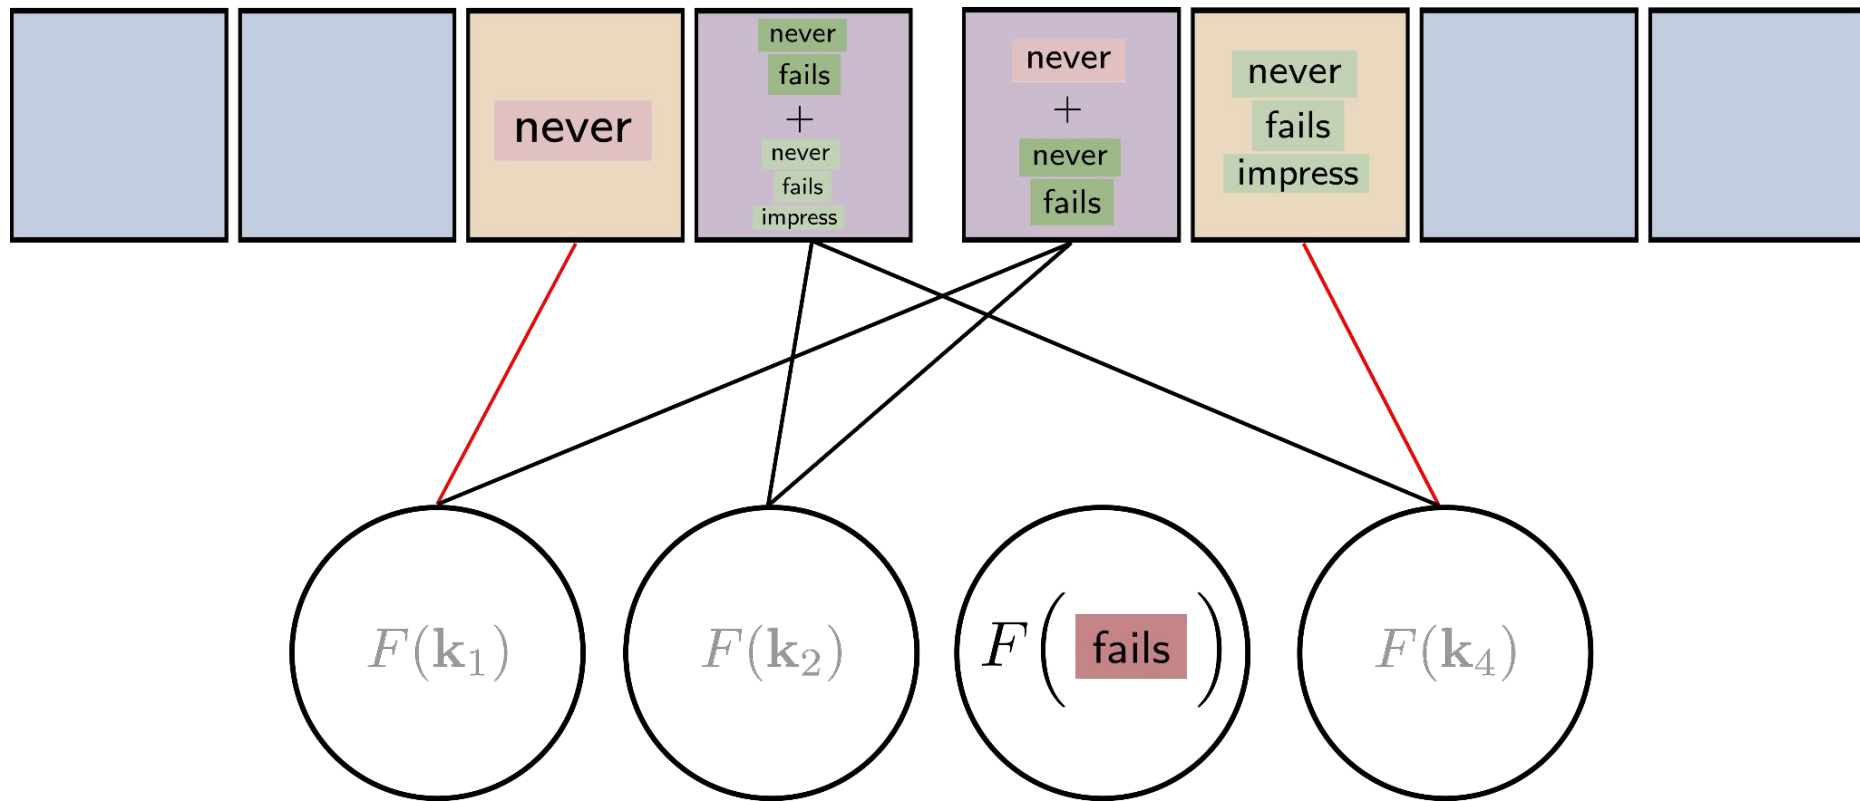 never
never
fails
+
never
fails
impress
never
+
never
fails
never
fails
impress
F(k₁)
F(k₂)
F(fails)
F(k₄)